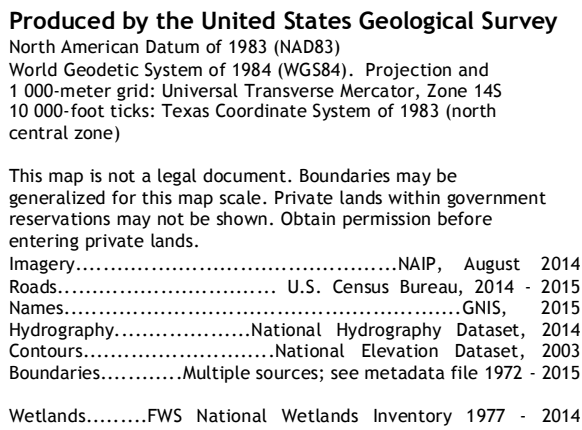 Produced by the United States Geological Survey
North American Datum of 1983 (NAD83)
World Geodetic System of 1984 (WGS84).  Projection and
1 000-meter grid: Universal Transverse Mercator, Zone 14S
10 000-foot ticks: Texas Coordinate System of 1983 (north
central zone)
This map is not a legal document. Boundaries may be
generalized for this map scale. Private lands within government
reservations may not be shown. Obtain permission before
entering private lands.
Imagery.............................................NAIP, August 2014
Roads............................... U.S. Census Bureau, 2014 - 2015
Names.......................................................GNIS, 2015
Hydrography...................National Hydrography Dataset, 2014
Contours...........................National Elevation Dataset, 2003
Boundaries............Multiple sources; see metadata file 1972 - 2015
Wetlands.........FWS National Wetlands Inventory 1977 - 2014